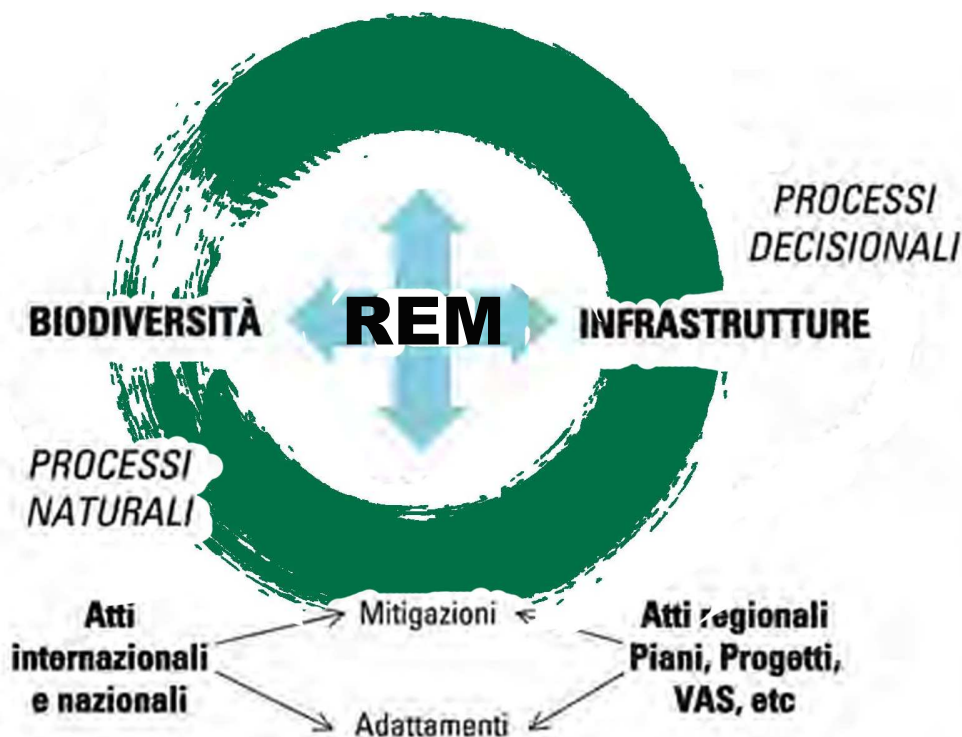 PROCESSI
DECISIONALI
BIODIVERSITÀ
REM
INFRASTRUTTURE
PROCESSI
NATURALI
Atti
internazionali
e nazionali
Mitigazioni
Adattamenti
Atti regionali
Piani, Progetti,
VAS, etc